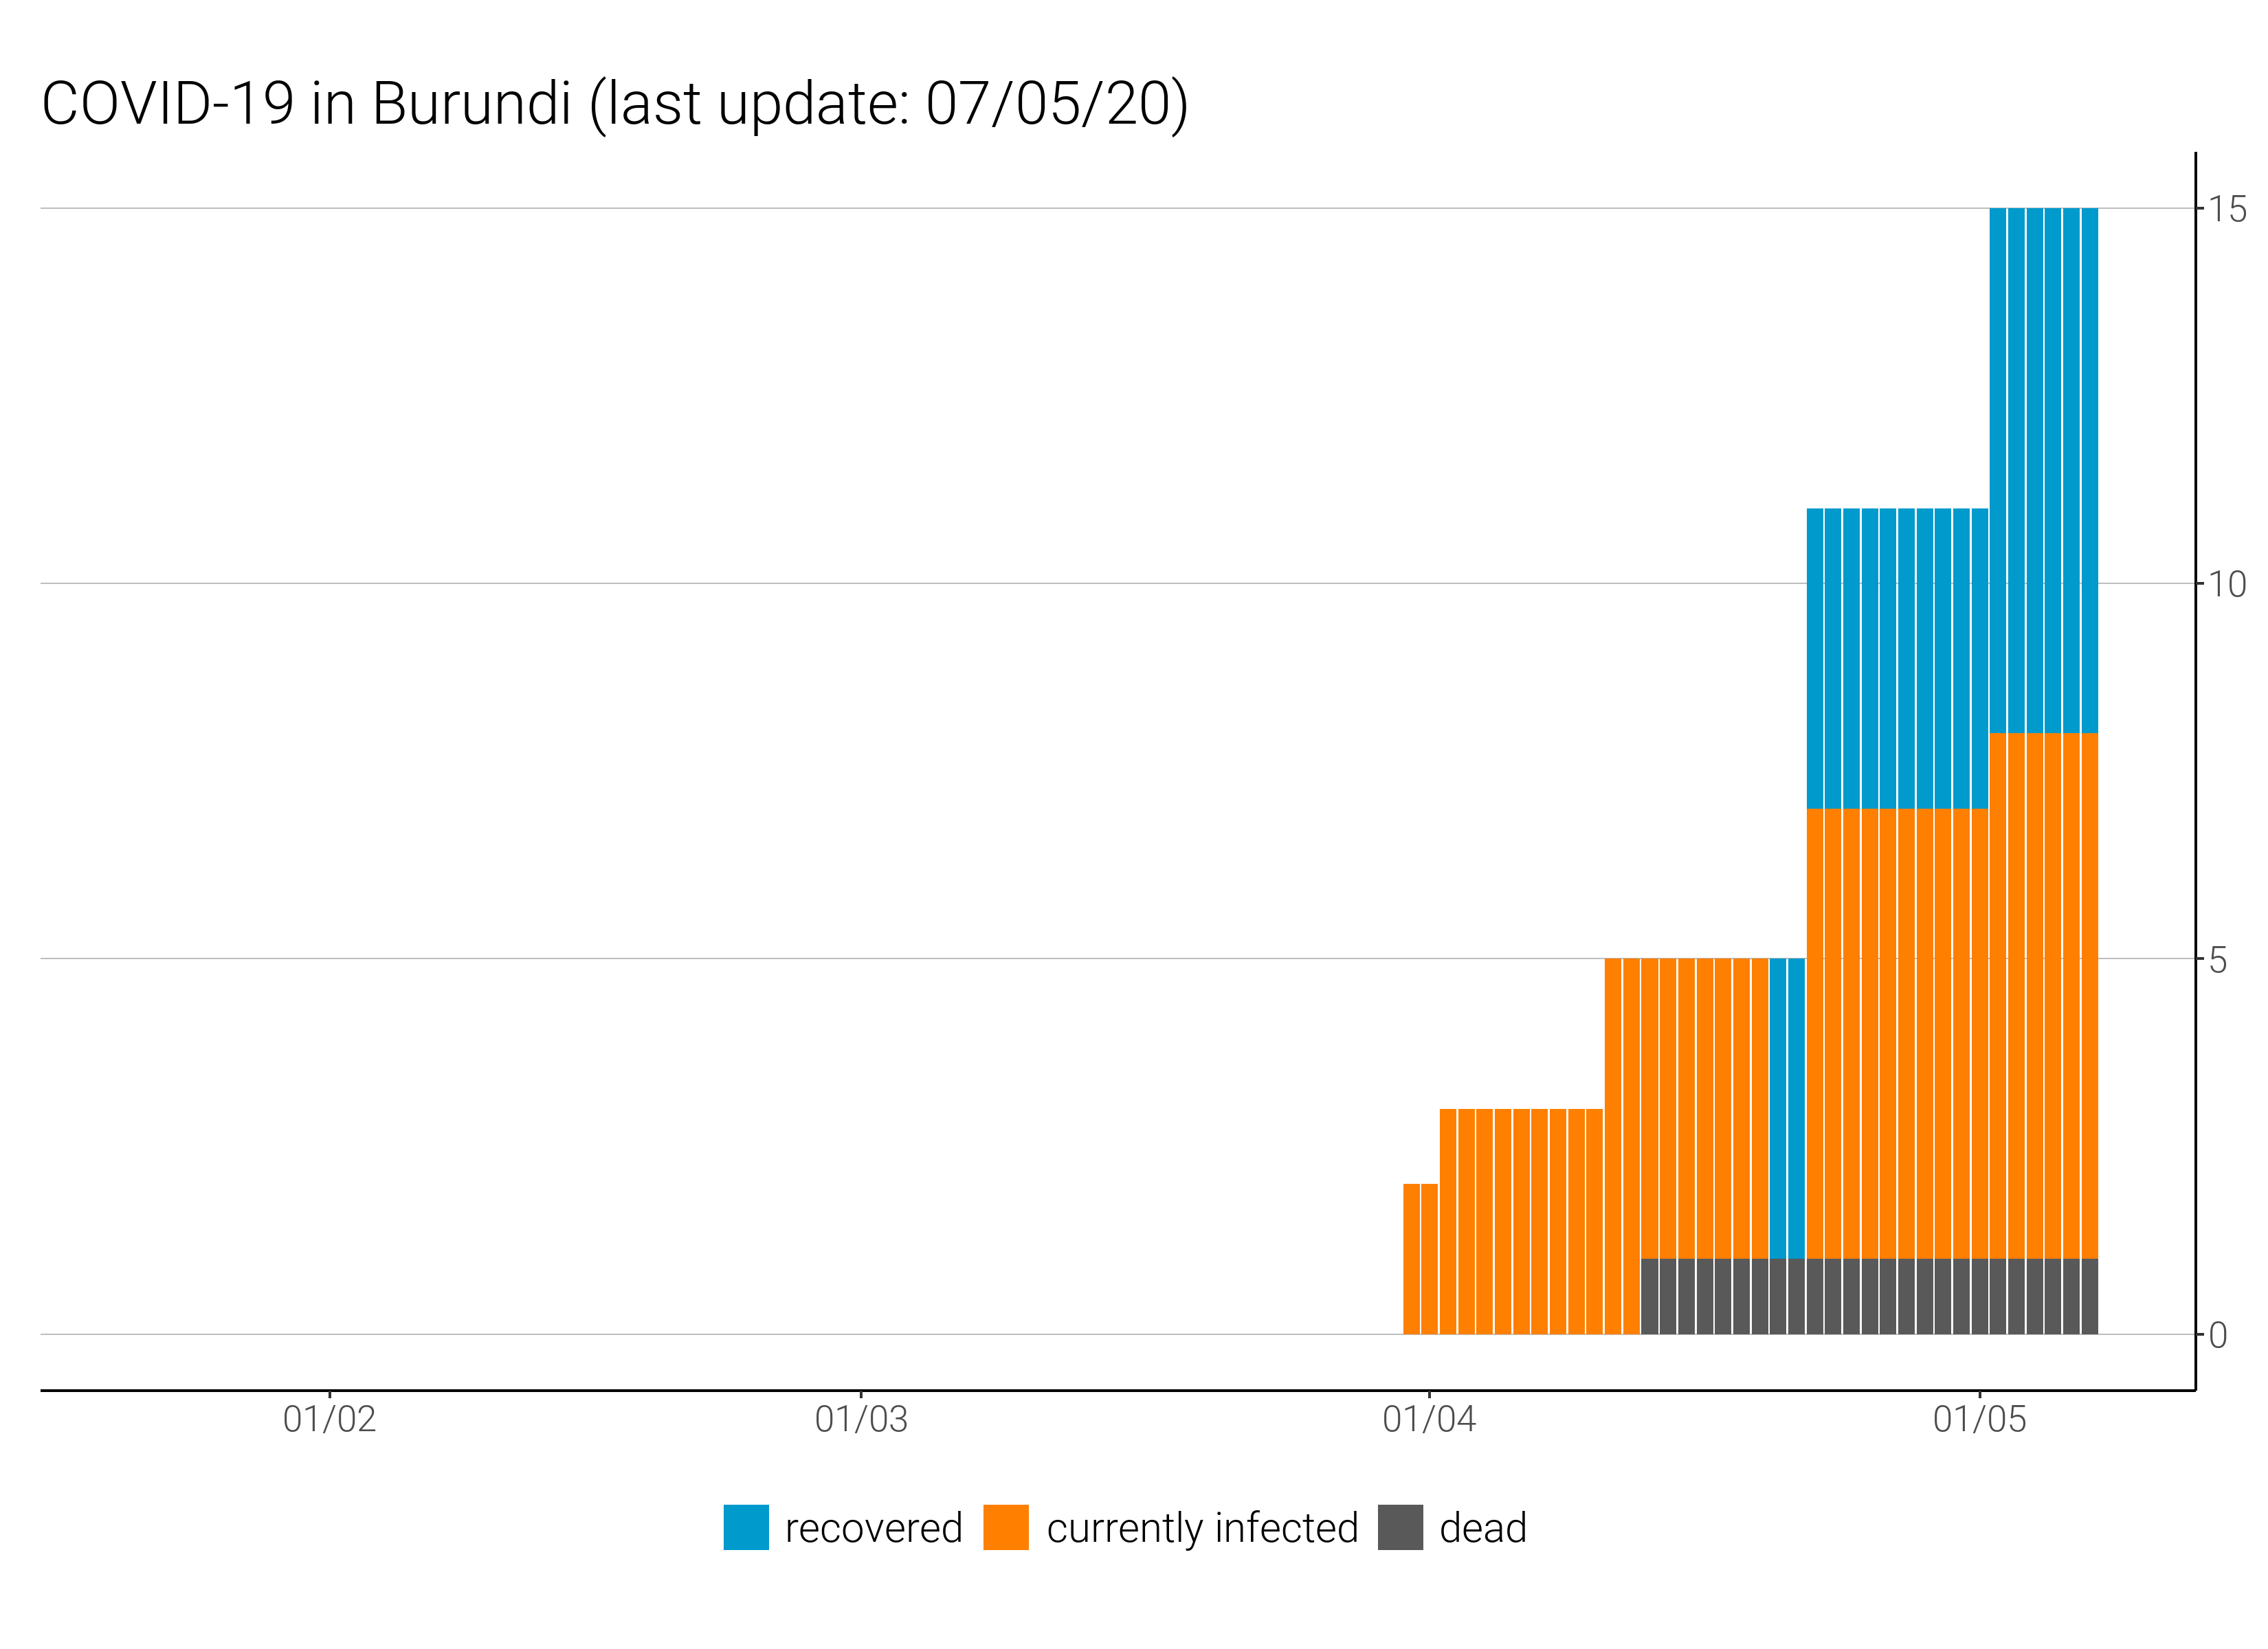 COVID-19 in Burundi (last update: 07/05/20)
15
10
5
0
01/02 01/03 01/04 01/05
recovered currently infected dead